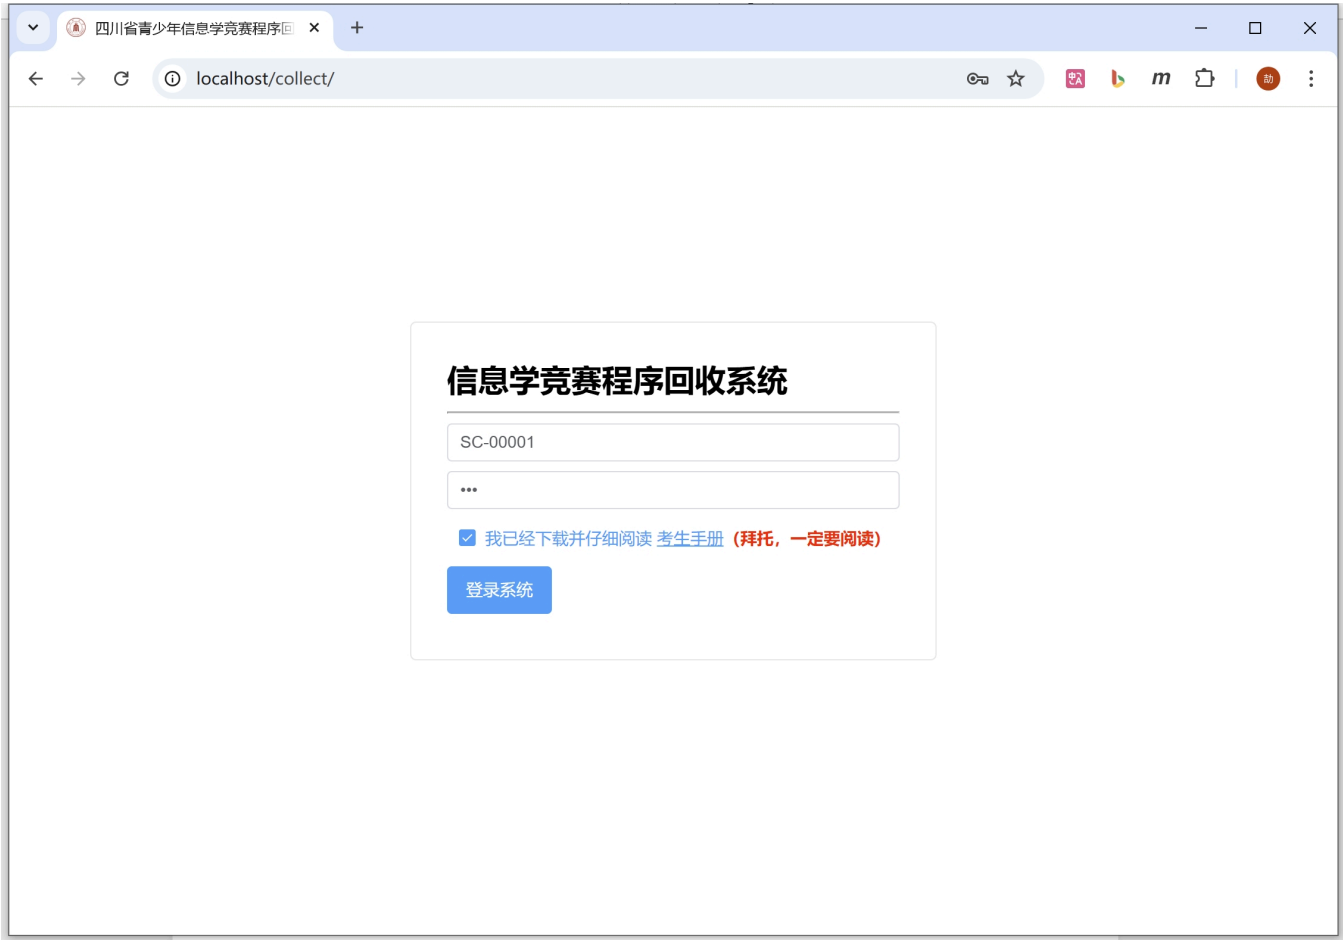 四川省青少年信息学竞赛程序回
localhost/collect/
信息学竞赛程序回收系统
SC-00001
•••
我已经下载并仔细阅读 考生手册 （拜托，一定要阅读）
登录系统